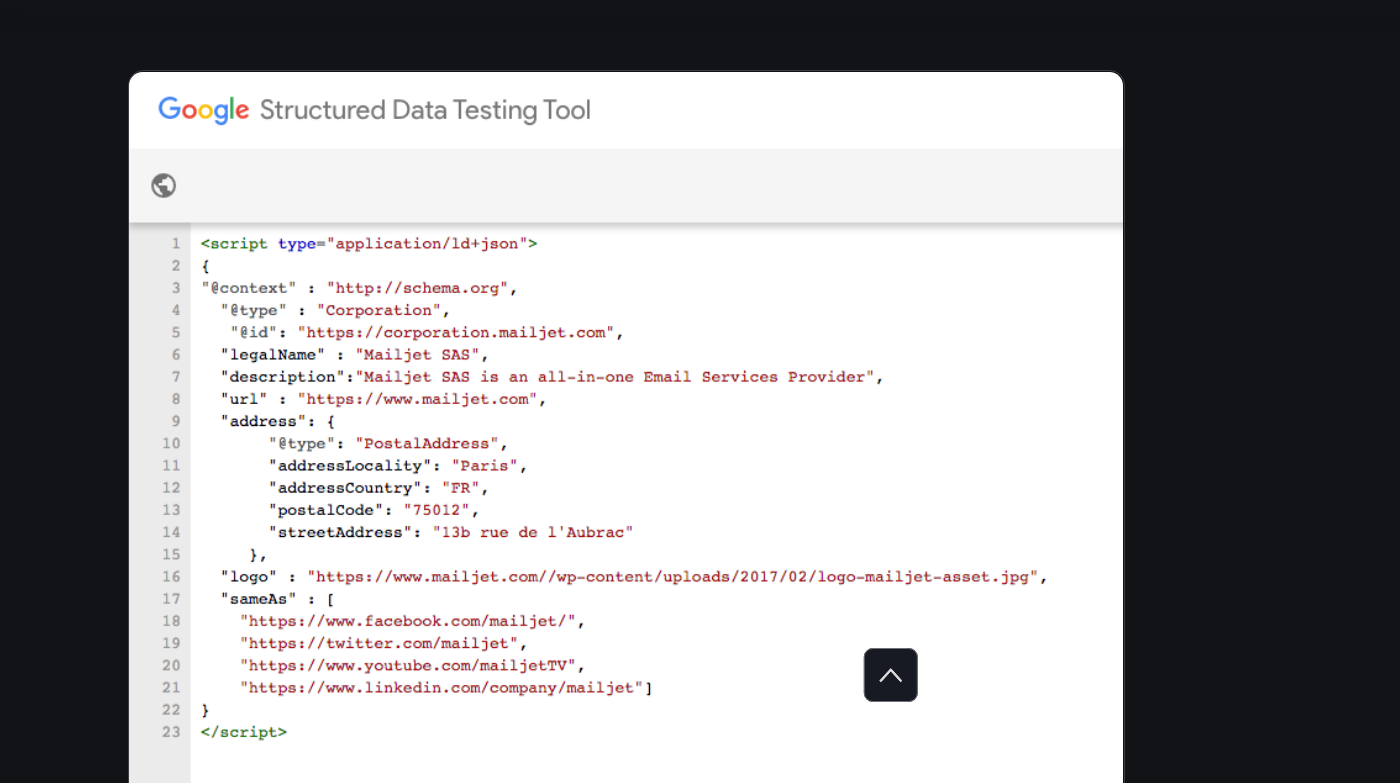 Google Structured Data Testing Tool
1 <script type="application/ld+json">
2 {
3 "@context" : "http://schema.org",
4 "@type" : "Corporation",
5 "@id": "https://corporation.mailjet.com",
6 "legalName" : "Mailjet SAS",
7 "description":"Mailjet SAS is an all-in-one Email Services Provider",
8 "url" : "https://www.mailjet.com",
9 "address": {
10 "@type": "PostalAddress",
11 "addressLocality": "Paris",
12 "addressCountry": "FR",
13 "postalCode": "75012",
14 "streetAddress": "13b rue de l'Aubrac"
15 },
16 "logo" : "https://www.mailjet.com//wp-content/uploads/2017/02/logo-mailjet-asset.jpg",
17 "sameAs" : [
18 "https://www.facebook.com/mailjet/",
19 "https://twitter.com/mailjet",
20 "https://www.youtube.com/mailjetTV",
21 "https://www.linkedin.com/company/mailjet"]
22 }
23 </script>